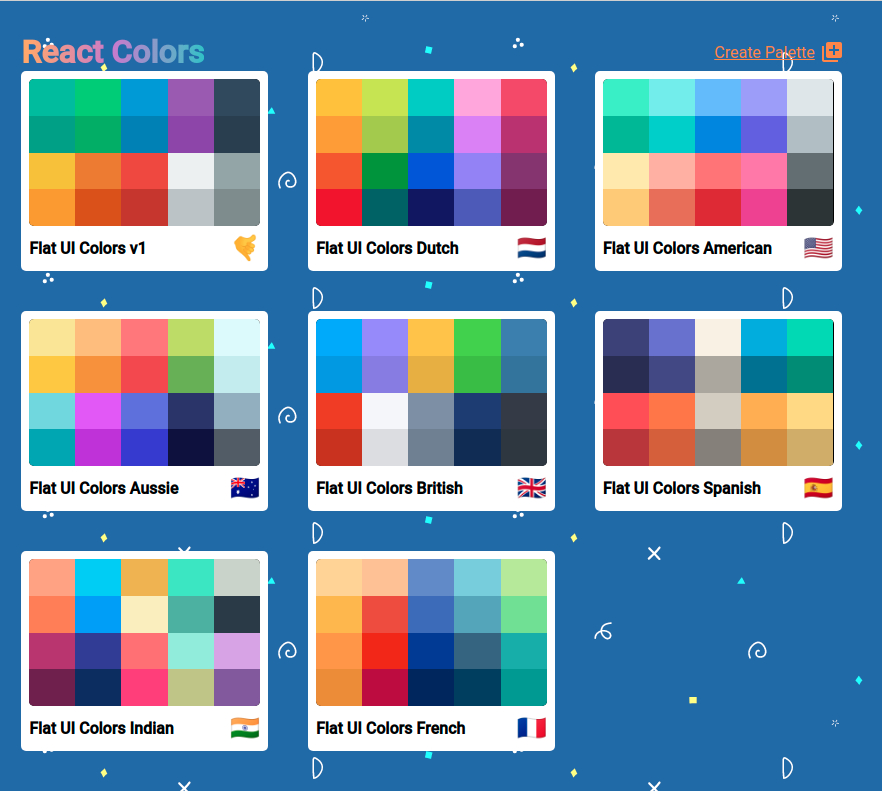 React Colors
Create Palette
Flat UI Colors v1
Flat UI Colors Dutch
Flat UI Colors American
Flat UI Colors Aussie
Flat UI Colors British
Flat UI Colors Spanish
Flat UI Colors Indian
Flat UI Colors French